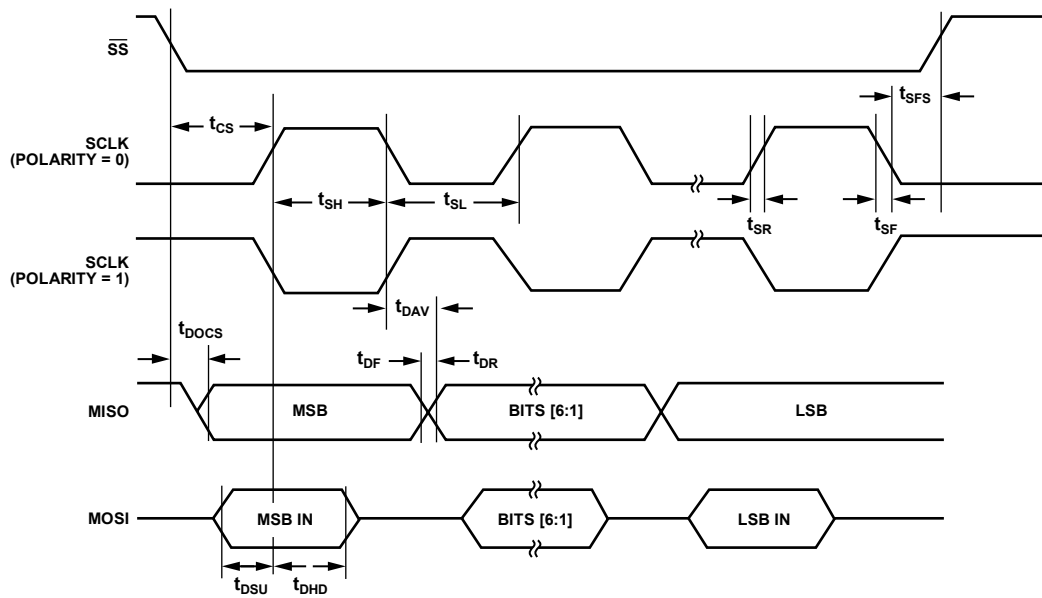 S̅S̅
tSFS
tCS
SCLK
(POLARITY = 0)
tSH
tSL
tSR
tSF
SCLK
(POLARITY = 1)
tDAV
tDOCS
tDF
tDR
MISO
MSB
BITS [6:1]
LSB
MOSI
MSB IN
BITS [6:1]
LSB IN
tDSU
tDHD